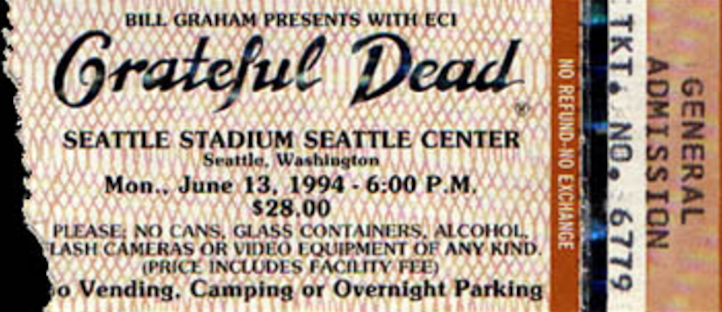 BILL GRAHAM PRESENTS WITH ECI
Grateful Dead
SEATTLE STADIUM SEATTLE CENTER
Seattle, Washington
Mon., June 13, 1994 - 6:00 P.M.
$28.00
PLEASE: NO CANS, GLASS CONTAINERS, ALCOHOL,
LASH CAMERAS OR VIDEO EQUIPMENT OF ANY KIND.
(PRICE INCLUDES FACILITY FEE)
o Vending, Camping or Overnight Parking
NO REFUND-NO EXCHANGE
TKT. NO. 6779
GENERAL
ADMISSION